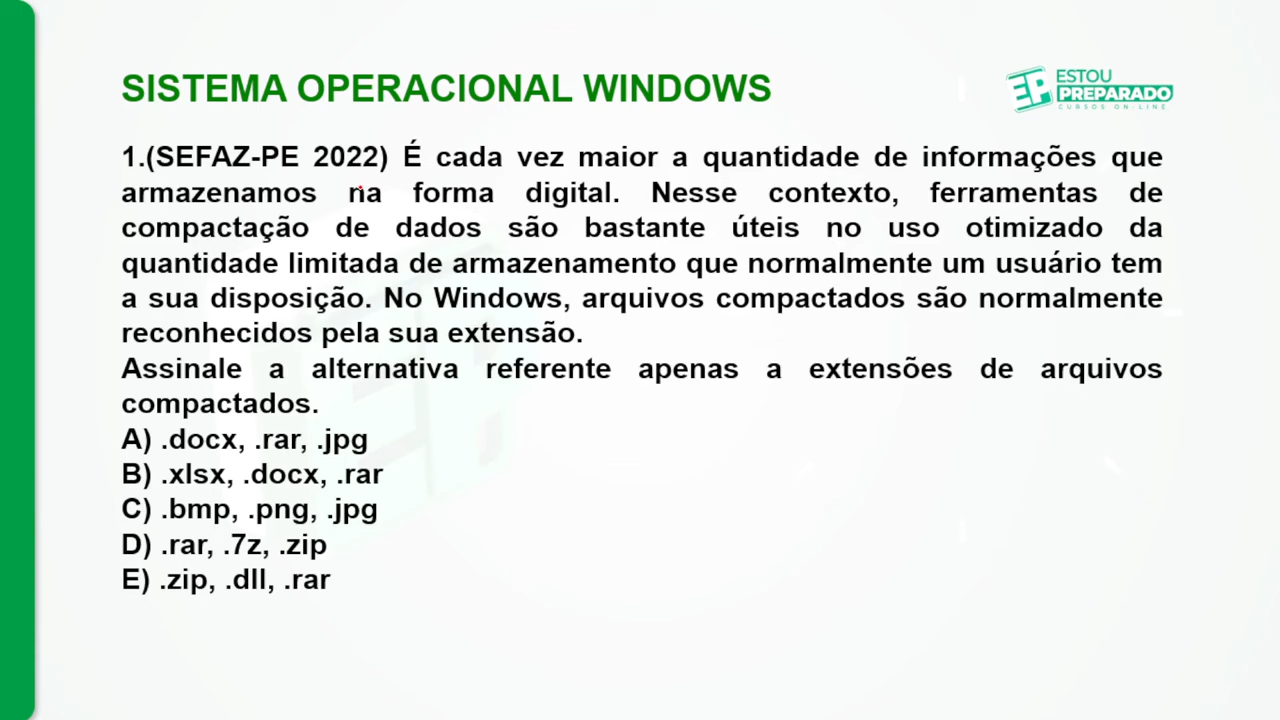 SISTEMA OPERACIONAL WINDOWS
ESTOU
PREPARADO
CURSOS ON LINE
1.(SEFAZ-PE 2022) É cada vez maior a quantidade de informações que
armazenamos na forma digital. Nesse contexto, ferramentas de
compactação de dados são bastante úteis no uso otimizado da
quantidade limitada de armazenamento que normalmente um usuário tem
a sua disposição. No Windows, arquivos compactados são normalmente
reconhecidos pela sua extensão.
Assinale a alternativa referente apenas a extensões de arquivos
compactados.
A) .docx, .rar, .jpg
B) .xlsx, .docx, .rar
C) .bmp, .png, .jpg
D) .rar, .7z, .zip
E) .zip, .dll, .rar